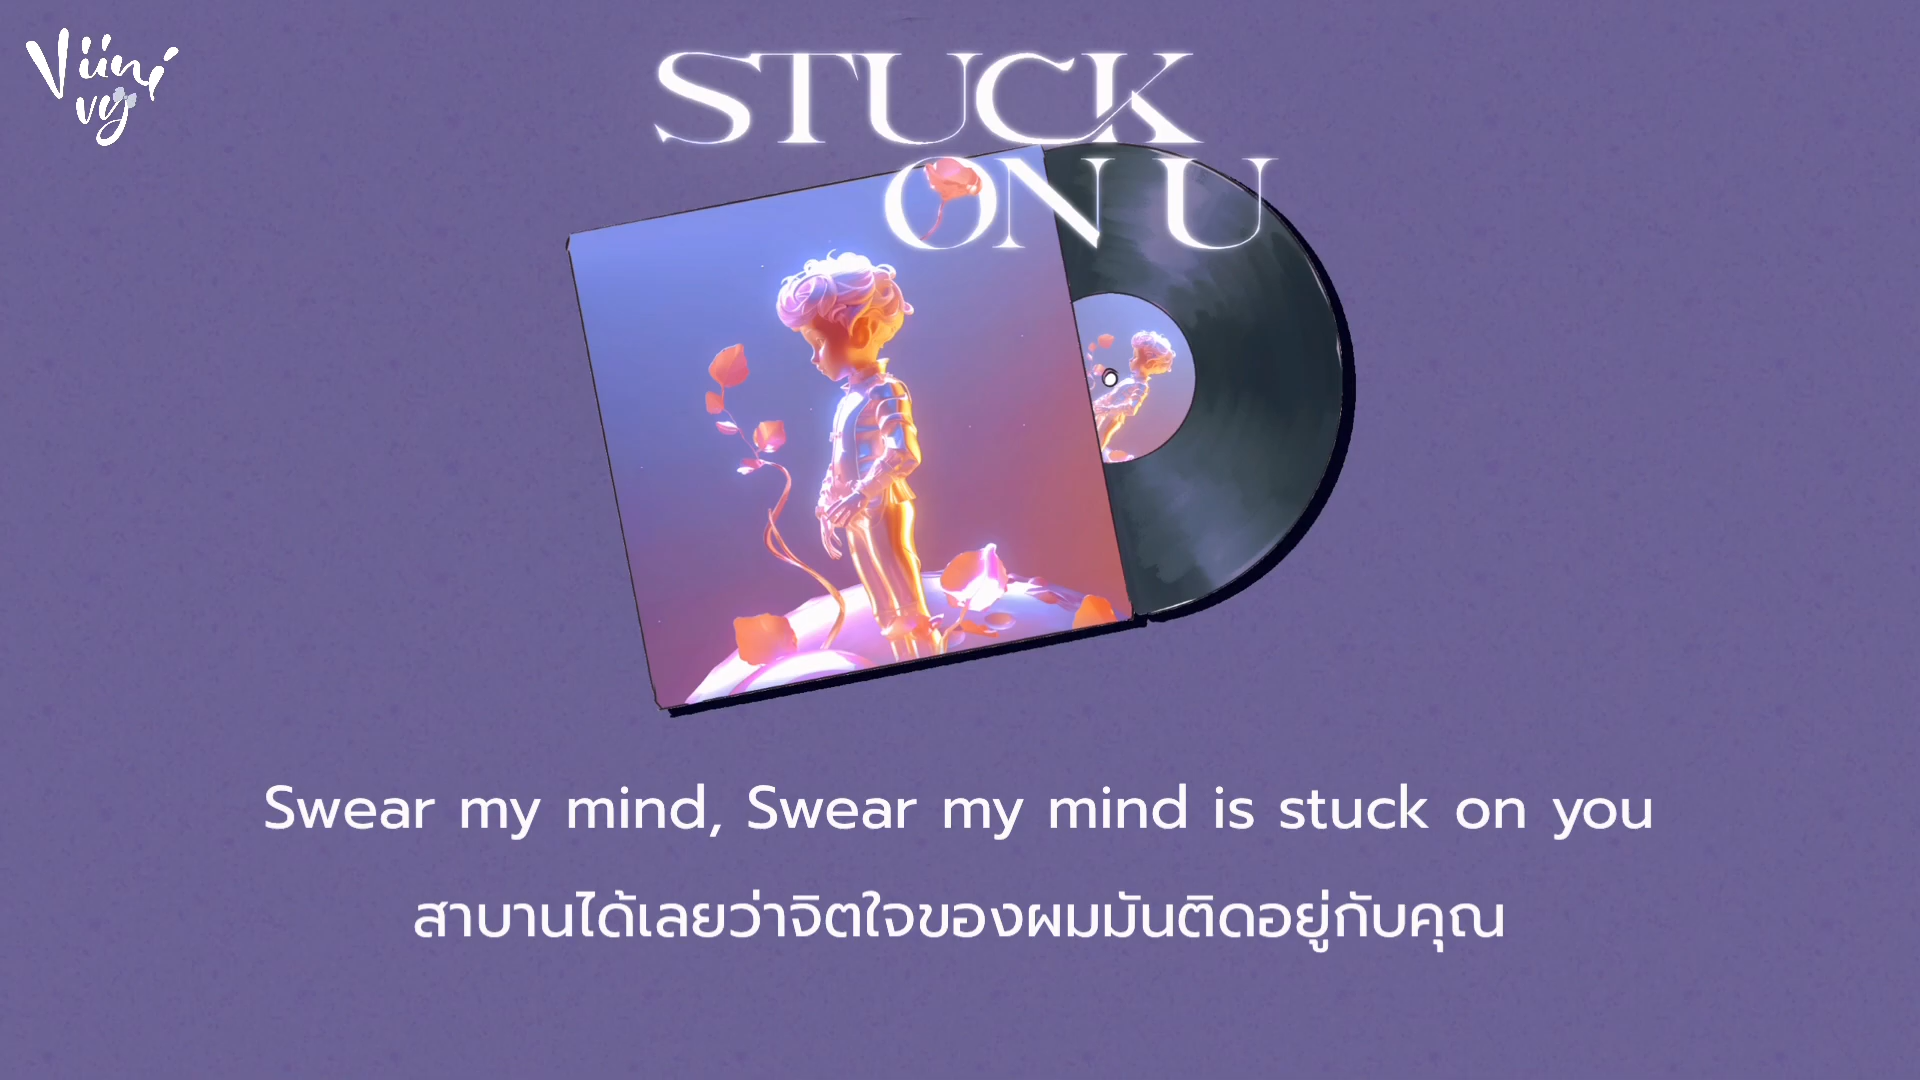 Viini
vy
STUCK
ON U
Swear my mind, Swear my mind is stuck on you
สาบานได้เลยว่าจิตใจของผมมันติดอยู่กับคุณ